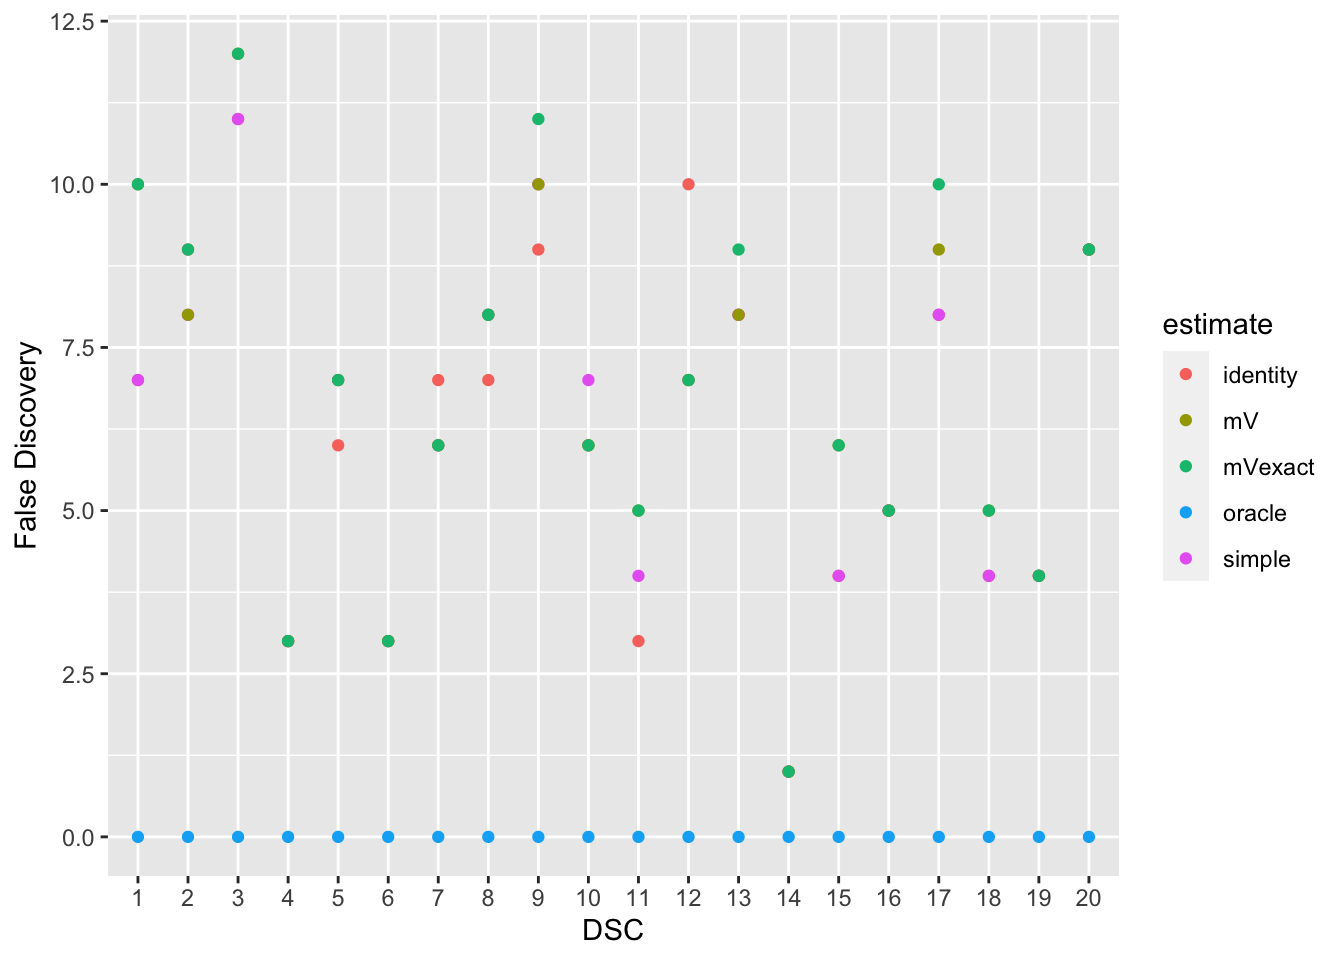 12.5
10.0
7.5
5.0
2.5
0.0
False Discovery
1 2 3 4 5 6 7 8 9 10 11 12 13 14 15 16 17 18 19 20
DSC
estimate
identity
mV
mVexact
oracle
simple